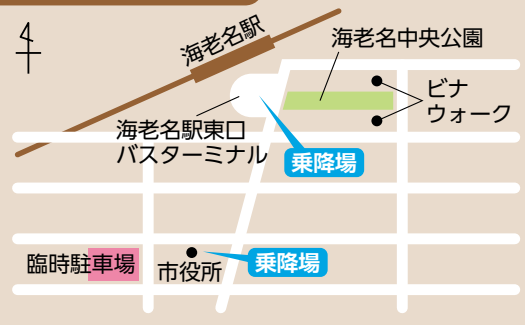 海老名駅
海老名中央公園
ビナ
ウォーク
海老名駅東口
バスターミナル
乗降場
臨時駐車場
市役所
乗降場